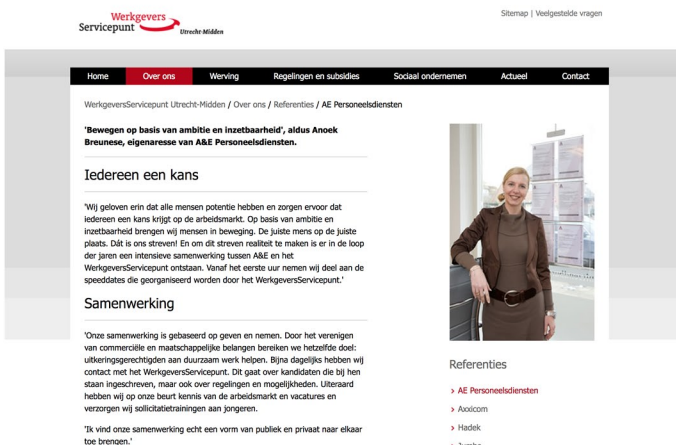 Werkgevers
Servicepunt
Utrecht-Midden
Sitemap | Veelgestelde vragen
Home Over ons Werving Regelingen en subsidies Sociaal ondernemen Actueel Contact
WerkgeversServicepunt Utrecht-Midden / Over ons / Referenties / AE Personeelsdiensten
'Bewegen op basis van ambitie en inzetbaarheid', aldus Anoek
Breunese, eigenaresse van A&E Personeelsdiensten.
Iedereen een kans
'Wij geloven erin dat alle mensen potentie hebben en zorgen ervoor dat
iedereen een kans krijgt op de arbeidsmarkt. Op basis van ambitie en
inzetbaarheid brengen wij mensen in beweging. De juiste mens op de juiste
plaats. Dát is ons streven! En om dit streven realiteit te maken is er in de loop
der jaren een intensieve samenwerking tussen A&E en het
WerkgeversServicepunt ontstaan. Vanaf het eerste uur nemen wij deel aan de
speeddates die georganiseerd worden door het WerkgeversServicepunt.'
Samenwerking
'Onze samenwerking is gebaseerd op geven en nemen. Door het verenigen
van commerciële en maatschappelijke belangen bereiken we hetzelfde doel:
uitkeringsgerechtigden aan duurzaam werk helpen. Bijna dagelijks hebben wij
contact met het WerkgeversServicepunt. Dit gaat over kandidaten die bij hen
staan ingeschreven, maar ook over regelingen en mogelijkheden. Uiteraard
hebben wij op onze beurt kennis van de arbeidsmarkt en vacatures en
verzorgen wij sollicitatietrainingen aan jongeren.
'Ik vind onze samenwerking echt een vorm van publiek en privaat naar elkaar
toe brengen.'
Referenties
> AE Personeelsdiensten
> Axxicom
> Hadek